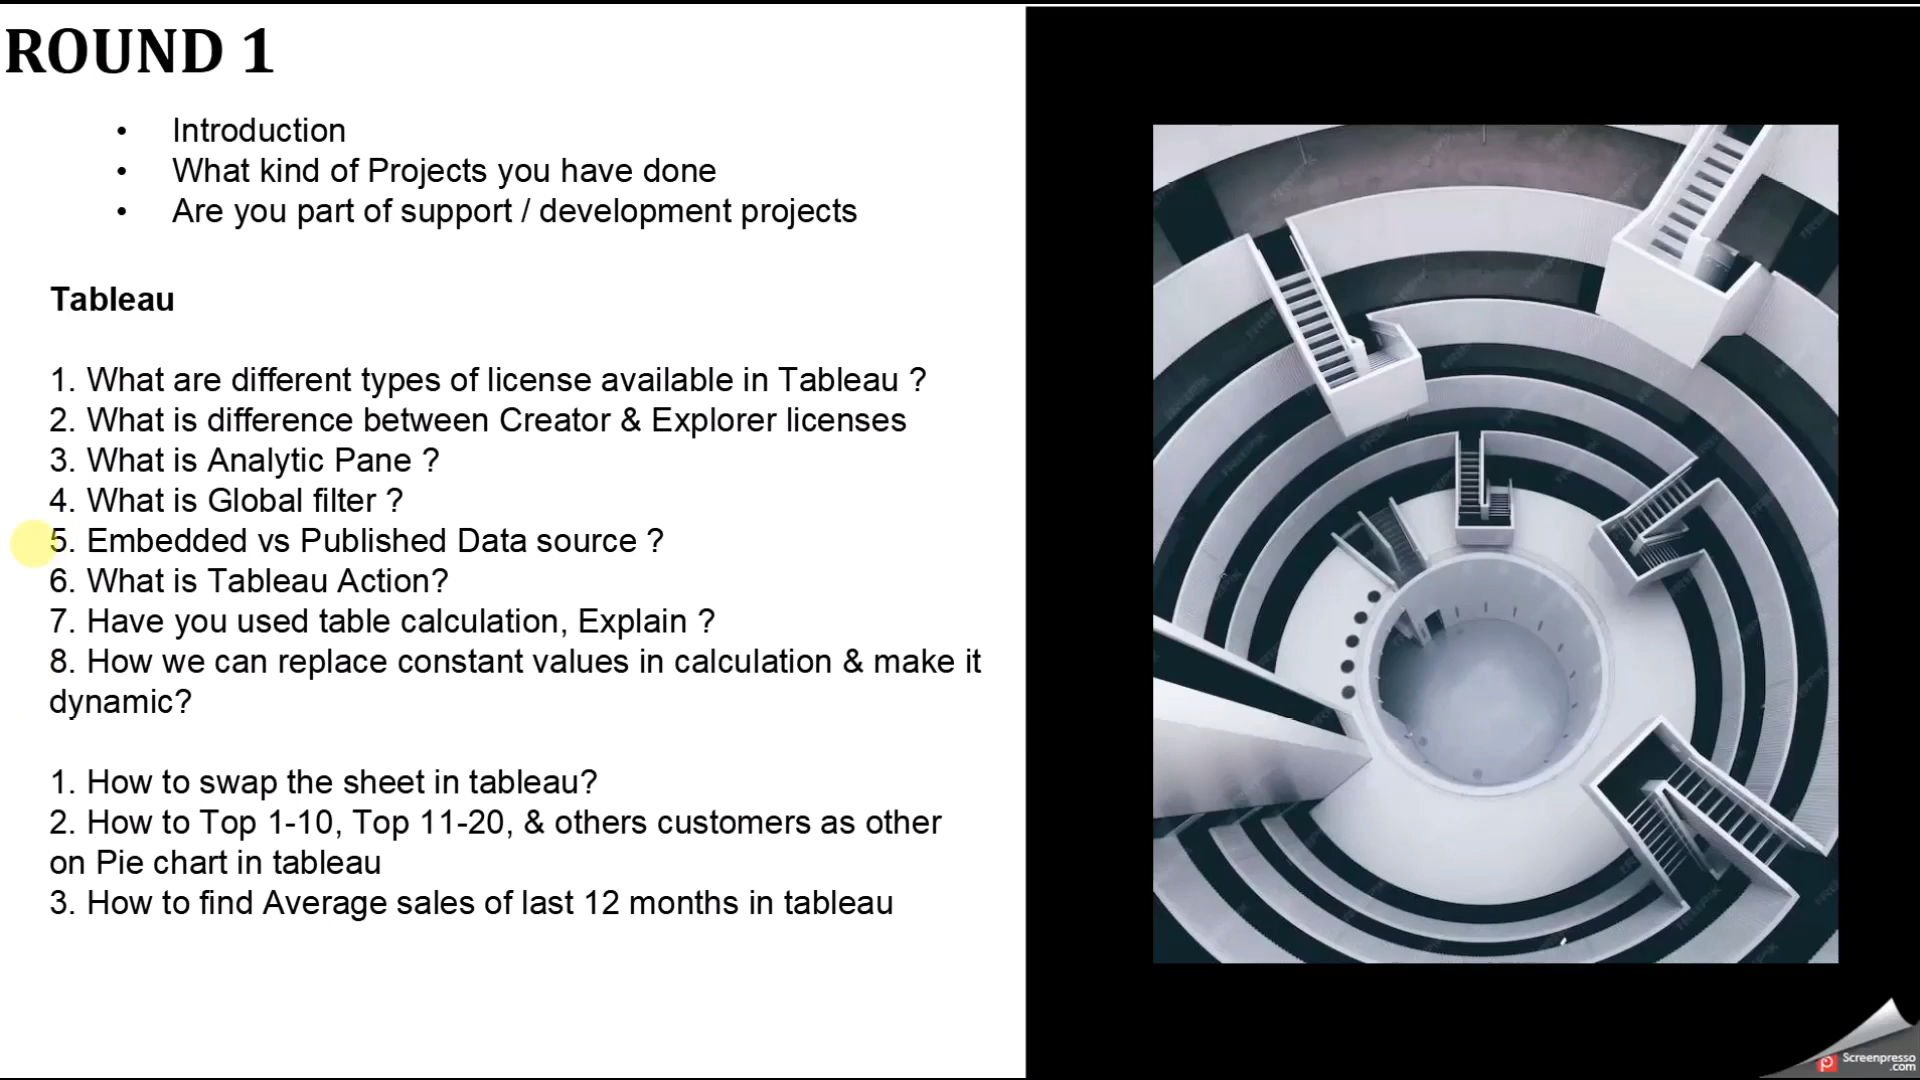 ROUND 1
• Introduction
• What kind of Projects you have done
• Are you part of support / development projects
Tableau
1. What are different types of license available in Tableau ?
2. What is difference between Creator & Explorer licenses
3. What is Analytic Pane ?
4. What is Global filter ?
5. Embedded vs Published Data source ?
6. What is Tableau Action?
7. Have you used table calculation, Explain ?
8. How we can replace constant values in calculation & make it
dynamic?
1. How to swap the sheet in tableau?
2. How to Top 1-10, Top 11-20, & others customers as other
on Pie chart in tableau
3. How to find Average sales of last 12 months in tableau
Screenpresso
.com